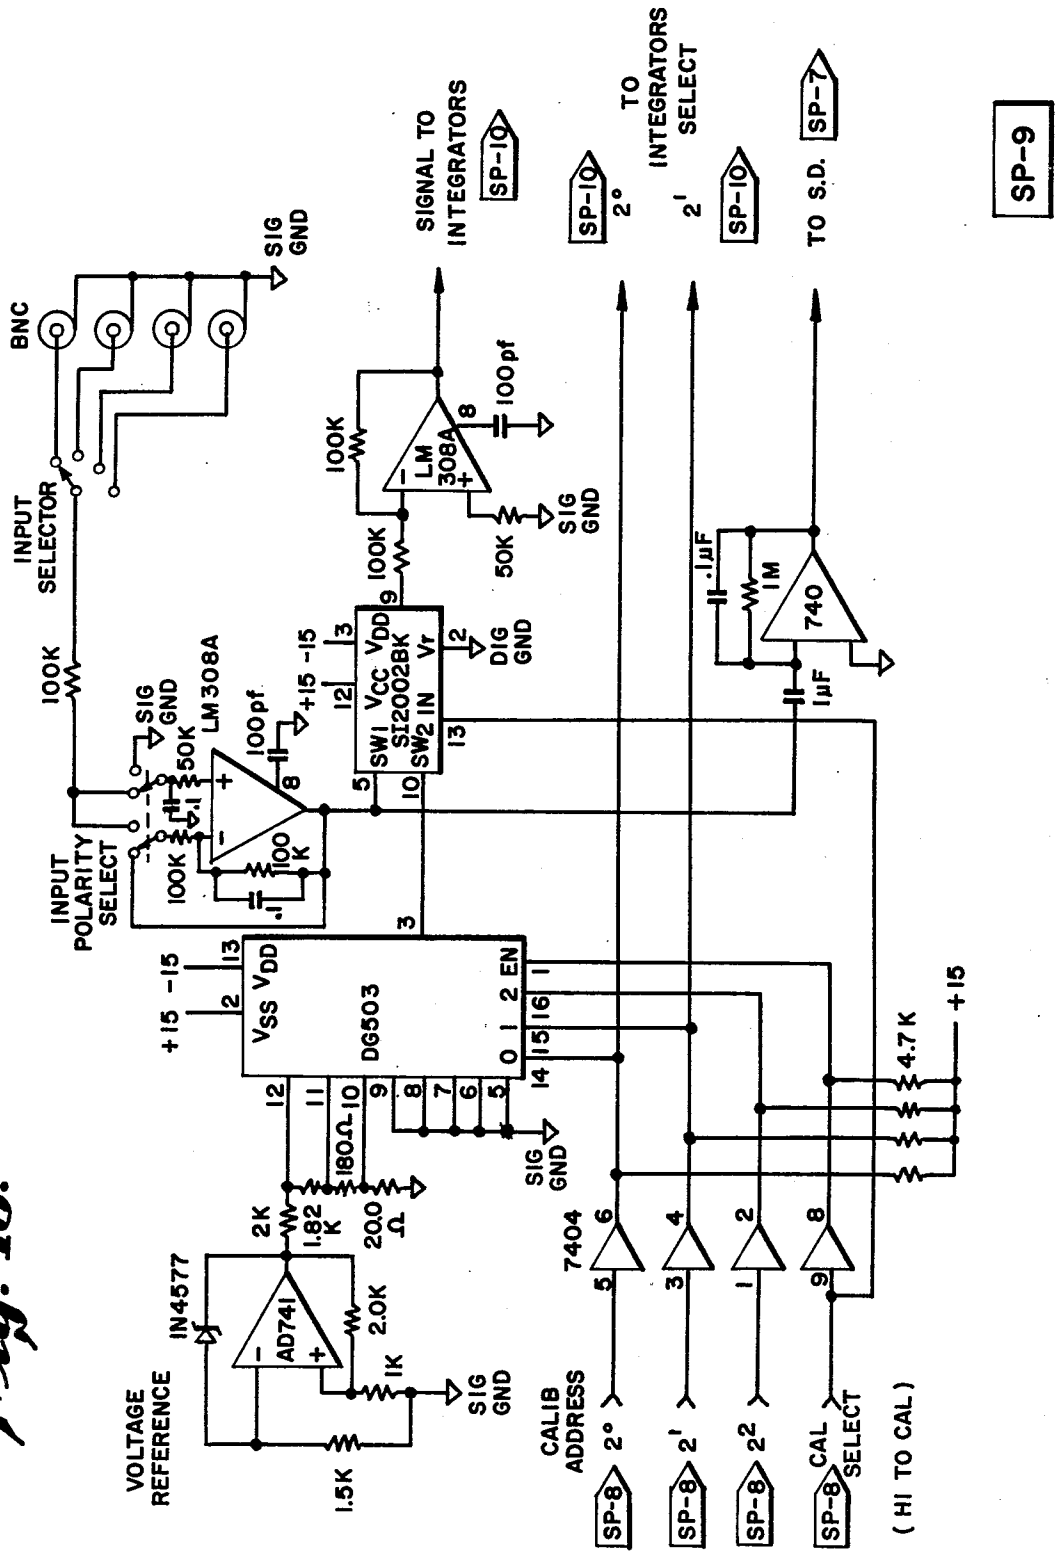 Fig. 10.
BNC
SIG
GND
INPUT
SELECTOR
100K
SIGNAL TO
INTEGRATORS
SP-10
INPUT
POLARITY
SELECT
SIG
GND
50K
.1
100K
LM308A
+
-
8
100pf
100
K
.1
100K
LM
308A
-
+
8
100pf
100K
50K
SIG
GND
+15 -15
12
3
VCC VDD
SI2002BK
SW1
SW2 IN
Vr
5
10
13
9
2
DIG
GND
+15 -15
2
13
VSS VDD
DG503
3
12
11
10
9
8
7
6
5
0 1 2 EN
14 15 16 1
SIG
GND
VOLTAGE
REFERENCE
1N4577
AD741
-
+
2K
1.82
K
180Ω
20.0
Ω
2.0K
1K
1.5K
SIG
GND
TO
INTEGRATORS
SELECT
SP-10
2⁰
2¹
SP-10
TO S.D.
SP-7
.1µF
1M
740
1µF
CALIB
ADDRESS
SP-8 2⁰
SP-8 2¹
SP-8 2²
SP-8 CAL
SELECT
(HI TO CAL)
7404
5 6
3 4
1 2
9 8
4.7K
+15
SP-9